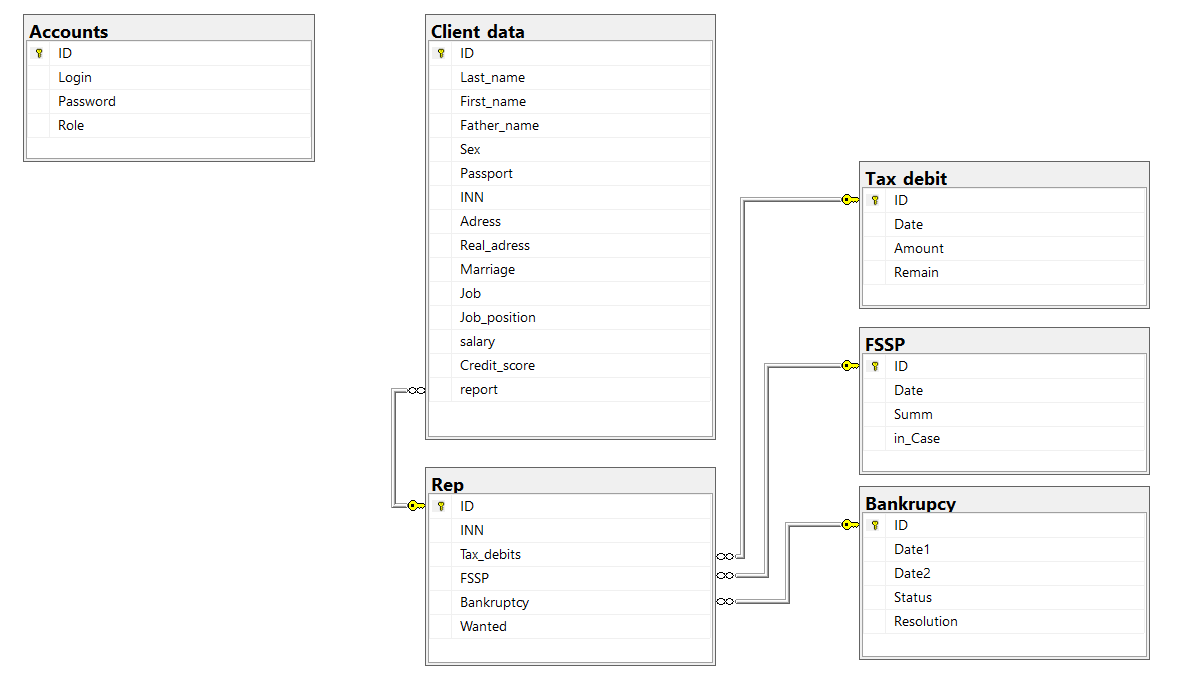 Accounts
ID
Login
Password
Role
Client data
ID
Last_name
First_name
Father_name
Sex
Passport
INN
Adress
Real_adress
Marriage
Job
Job_position
salary
Credit_score
report
Rep
ID
INN
Tax_debits
FSSP
Bankruptcy
Wanted
Tax debit
ID
Date
Amount
Remain
FSSP
ID
Date
Summ
in_Case
Bankrupcy
ID
Date1
Date2
Status
Resolution